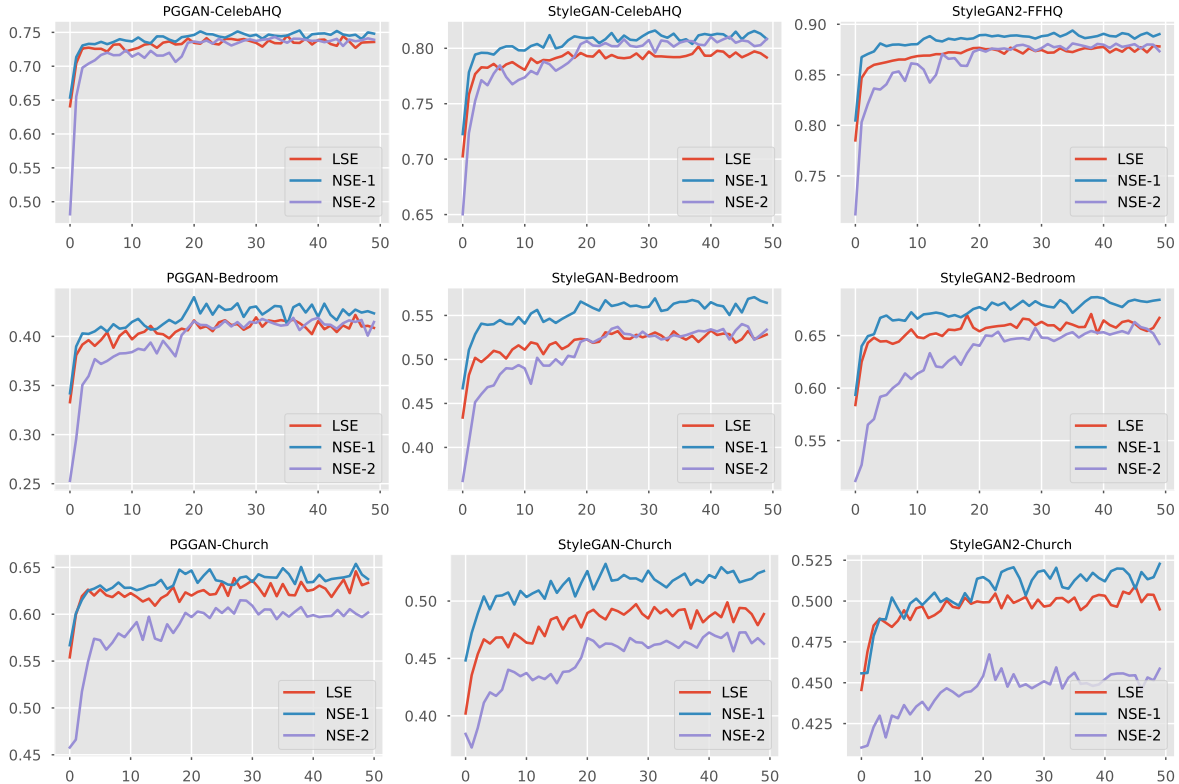 PGGAN-CelebAHQ
0.75
0.70
0.65
0.60
0.55
0.50
0 10 20 30 40 50
LSE
NSE-1
NSE-2
StyleGAN-CelebAHQ
0.80
0.75
0.70
0.65
0 10 20 30 40 50
LSE
NSE-1
NSE-2
StyleGAN2-FFHQ
0.90
0.85
0.80
0.75
0 10 20 30 40 50
LSE
NSE-1
NSE-2
PGGAN-Bedroom
0.40
0.35
0.30
0.25
0 10 20 30 40 50
LSE
NSE-1
NSE-2
StyleGAN-Bedroom
0.55
0.50
0.45
0.40
0 10 20 30 40 50
LSE
NSE-1
NSE-2
StyleGAN2-Bedroom
0.65
0.60
0.55
0 10 20 30 40 50
LSE
NSE-1
NSE-2
PGGAN-Church
0.65
0.60
0.55
0.50
0.45
0 10 20 30 40 50
LSE
NSE-1
NSE-2
StyleGAN-Church
0.50
0.45
0.40
0 10 20 30 40 50
LSE
NSE-1
NSE-2
StyleGAN2-Church
0.525
0.500
0.475
0.450
0.425
0 10 20 30 40 50
LSE
NSE-1
NSE-2